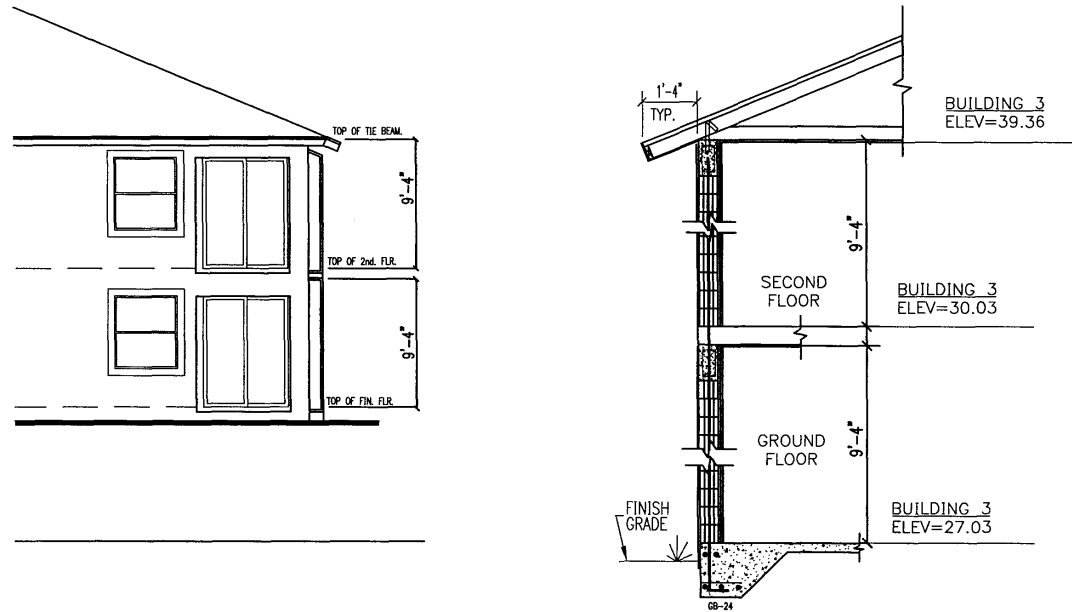 TOP OF TIE BEAM.
9'-4"
TOP OF 2nd. FLR.
9'-4"
TOP OF FIN. FLR.
1'-4"
TYP.
BUILDING 3
ELEV=39.36
9'-4"
SECOND
FLOOR
BUILDING 3
ELEV=30.03
GROUND
FLOOR
9'-4"
FINISH
GRADE
BUILDING 3
ELEV=27.03
GB-24